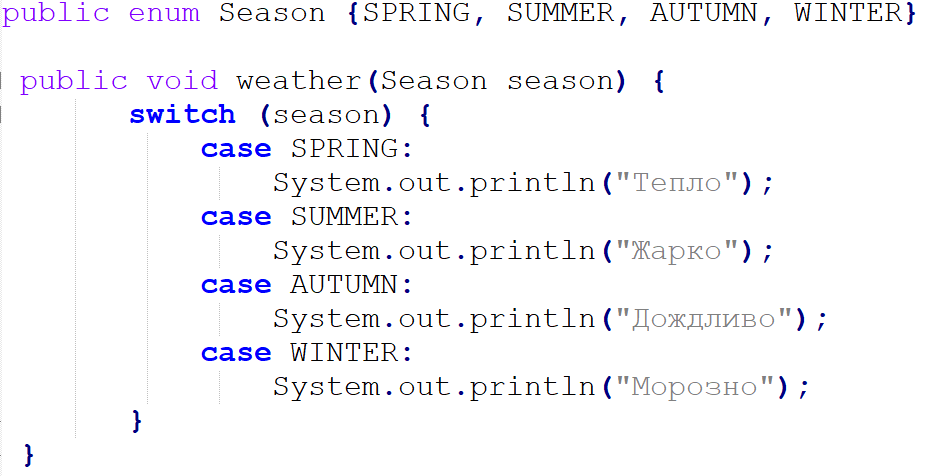 public enum Season {SPRING, SUMMER, AUTUMN, WINTER}
public void weather(Season season) {
switch (season) {
case SPRING:
System.out.println("Тепло");
case SUMMER:
System.out.println("Жарко");
case AUTUMN:
System.out.println("Дождливо");
case WINTER:
System.out.println("Морозно");
}
}